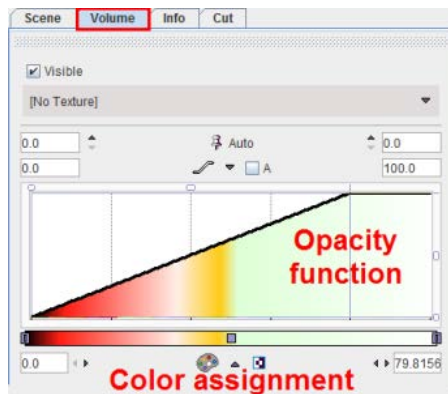 Scene Volume Info Cut
Visible
[No Texture]
0.0 Auto 0.0
0.0 A 100.0
Opacity
function
0.0 79.8156
Color assignment